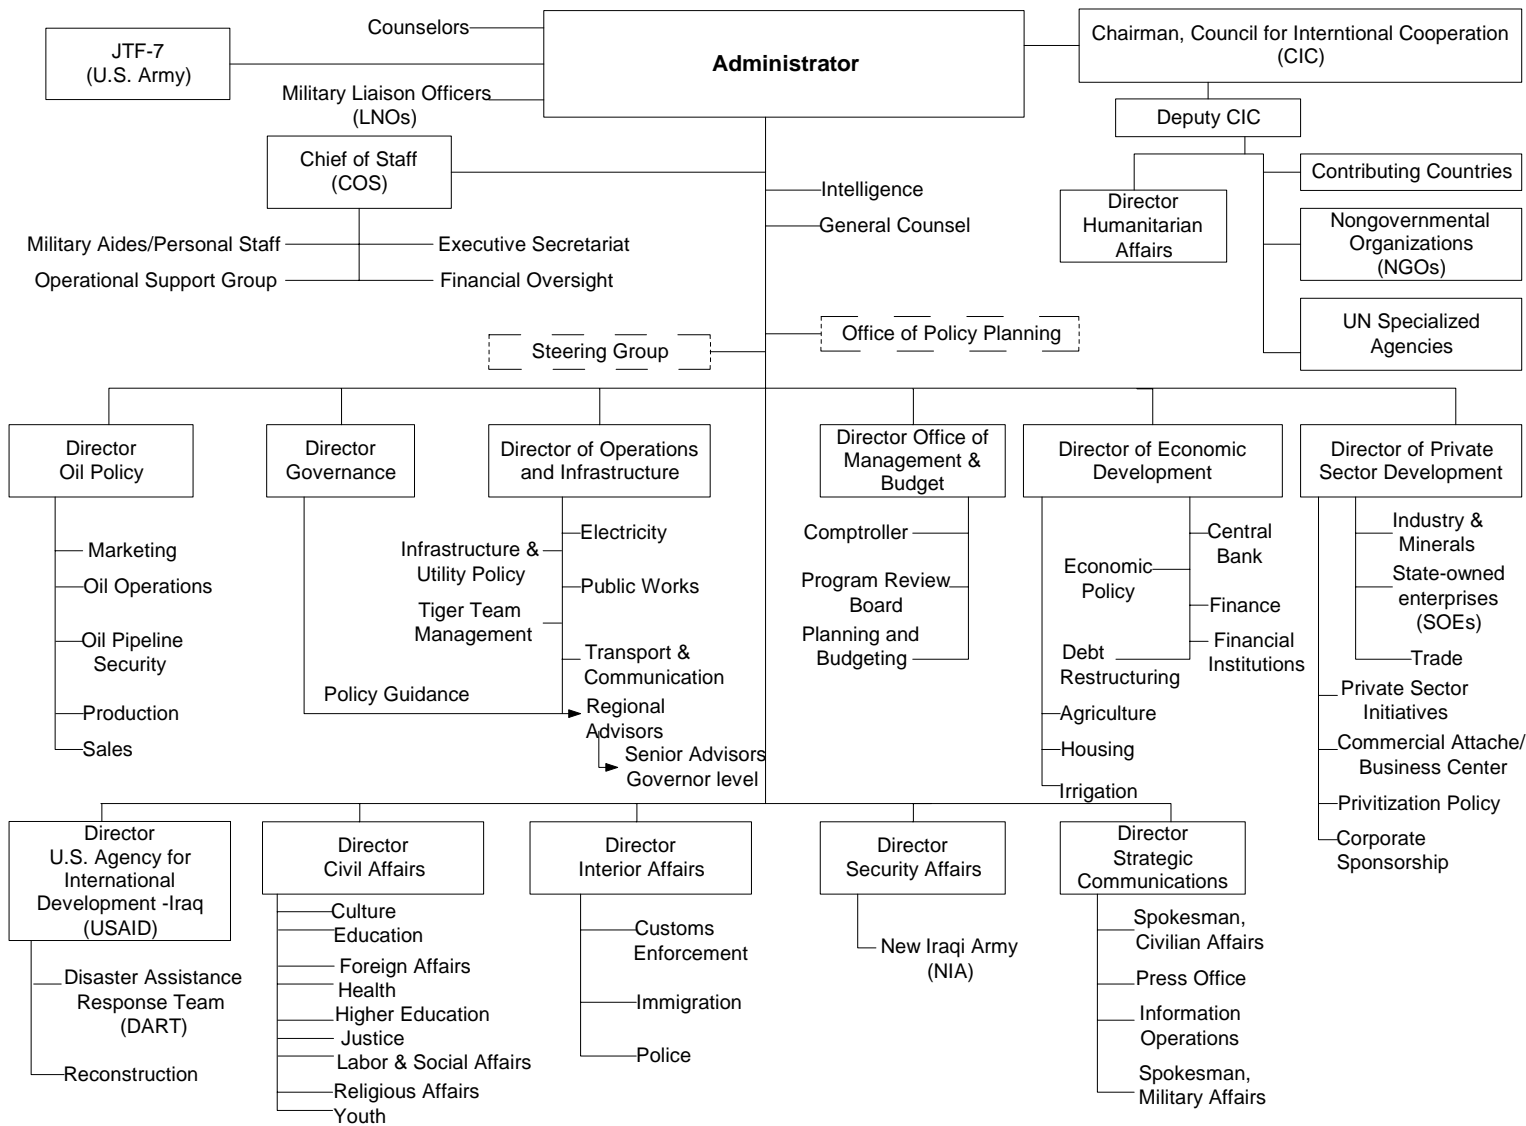 Counselors
JTF-7
(U.S. Army)
Administrator
Chairman, Council for Interntional Cooperation
(CIC)
Military Liaison Officers
(LNOs)
Deputy CIC
Chief of Staff
(COS)
Contributing Countries
Intelligence
General Counsel
Director
Humanitarian
Affairs
Nongovernmental
Organizations
(NGOs)
Military Aides/Personal Staff
Executive Secretariat
Operational Support Group
Financial Oversight
UN Specialized
Agencies
Office of Policy Planning
Steering Group
Director
Oil Policy
Director
Governance
Director of Operations
and Infrastructure
Director Office of
Management &
Budget
Director of Economic
Development
Director of Private
Sector Development
Marketing
Oil Operations
Oil Pipeline
Security
Production
Sales
Policy Guidance
Electricity
Infrastructure &
Utility Policy
Public Works
Tiger Team
Management
Transport &
Communication
Regional
Advisors
Senior Advisors
Governor level
Comptroller
Program Review
Board
Planning and
Budgeting
Central
Bank
Economic
Policy
Finance
Financial
Institutions
Debt
Restructuring
Agriculture
Housing
Irrigation
Industry &
Minerals
State-owned
enterprises
(SOEs)
Trade
Private Sector
Initiatives
Commercial Attache/
Business Center
Privitization Policy
Corporate
Sponsorship
Director
U.S. Agency for
International
Development -Iraq
(USAID)
Director
Civil Affairs
Director
Interior Affairs
Director
Security Affairs
Director
Strategic
Communications
Disaster Assistance
Response Team
(DART)
Reconstruction
Culture
Education
Foreign Affairs
Health
Higher Education
Justice
Labor & Social Affairs
Religious Affairs
Youth
Customs
Enforcement
Immigration
Police
New Iraqi Army
(NIA)
Spokesman,
Civilian Affairs
Press Office
Information
Operations
Spokesman,
Military Affairs